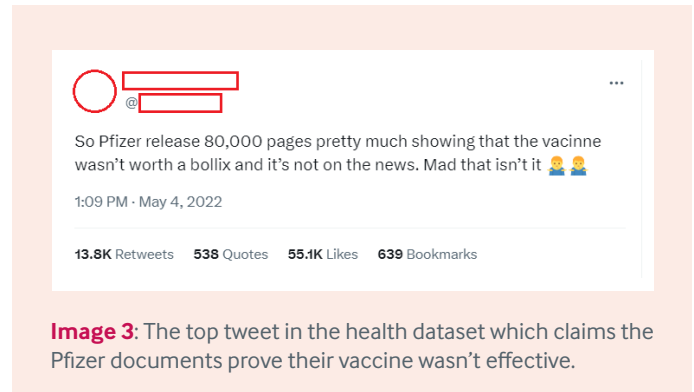 @
So Pfizer release 80,000 pages pretty much showing that the vacinne
wasn't worth a bollix and it's not on the news. Mad that isn't it 🤷‍♂️ 🤷‍♂️
1:09 PM · May 4, 2022
13.8K Retweets 538 Quotes 55.1K Likes 639 Bookmarks
Image 3: The top tweet in the health dataset which claims the
Pfizer documents prove their vaccine wasn't effective.